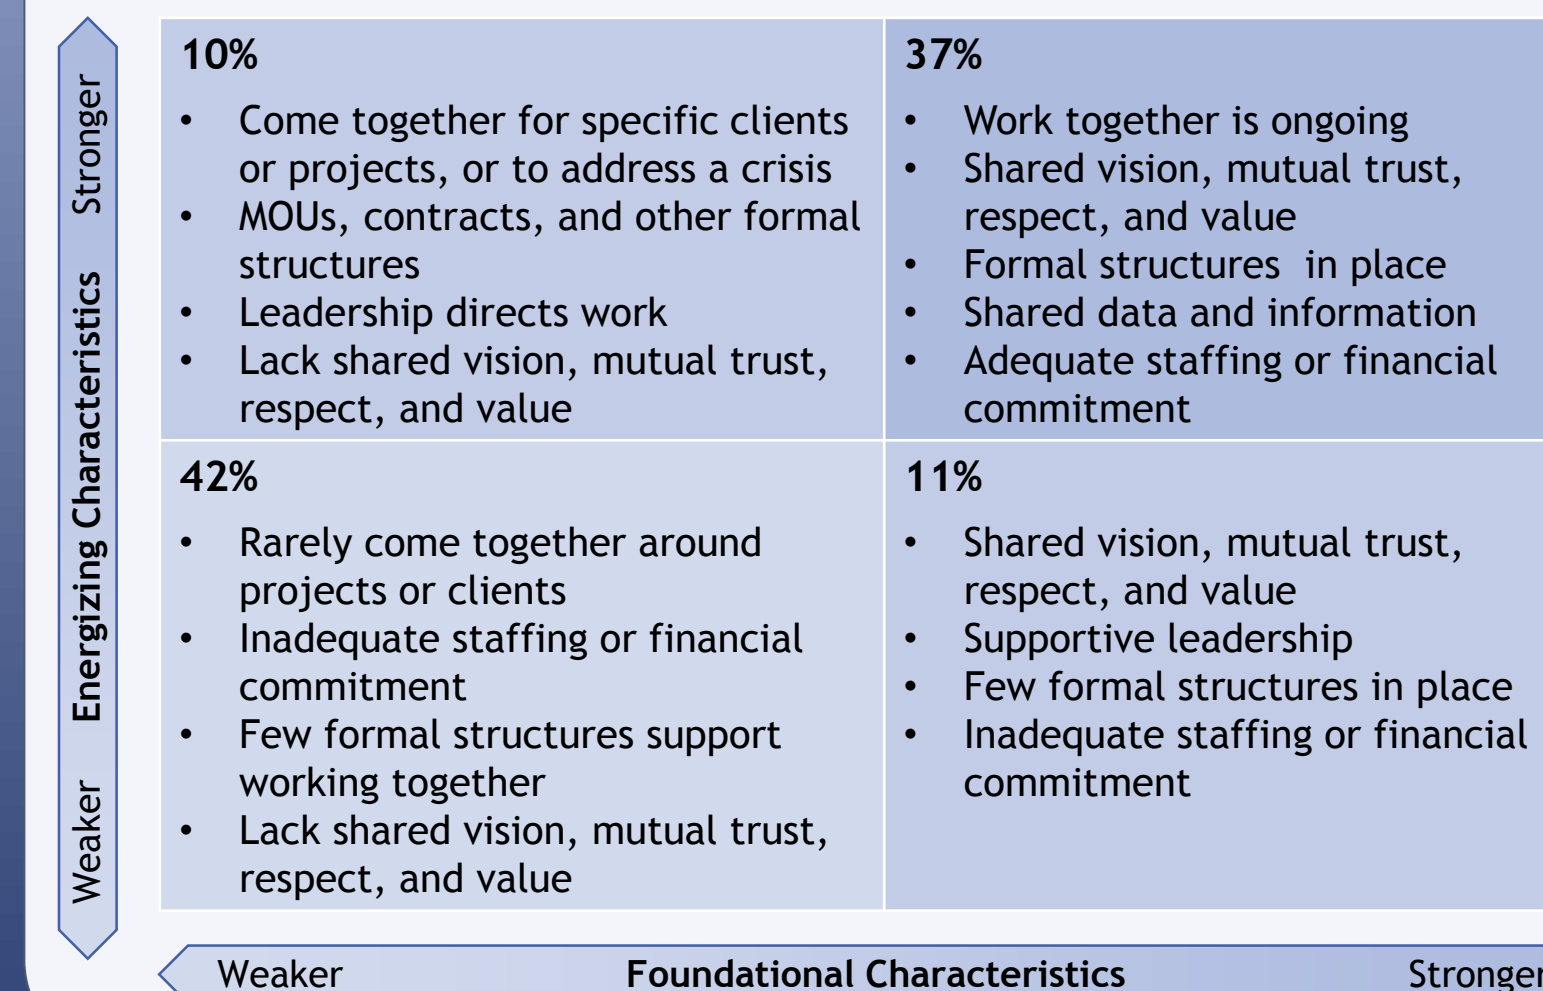 Stronger
Energizing Characteristics
Weaker
10%
• Come together for specific clients
or projects, or to address a crisis
• MOUs, contracts, and other formal
structures
• Leadership directs work
• Lack shared vision, mutual trust,
respect, and value
37%
• Work together is ongoing
• Shared vision, mutual trust,
respect, and value
• Formal structures  in place
• Shared data and information
• Adequate staffing or financial
commitment
42%
• Rarely come together around
projects or clients
• Inadequate staffing or financial
commitment
• Few formal structures support
working together
• Lack shared vision, mutual trust,
respect, and value
11%
• Shared vision, mutual trust,
respect, and value
• Supportive leadership
• Few formal structures in place
• Inadequate staffing or financial
commitment
Weaker
Foundational Characteristics
Stronger